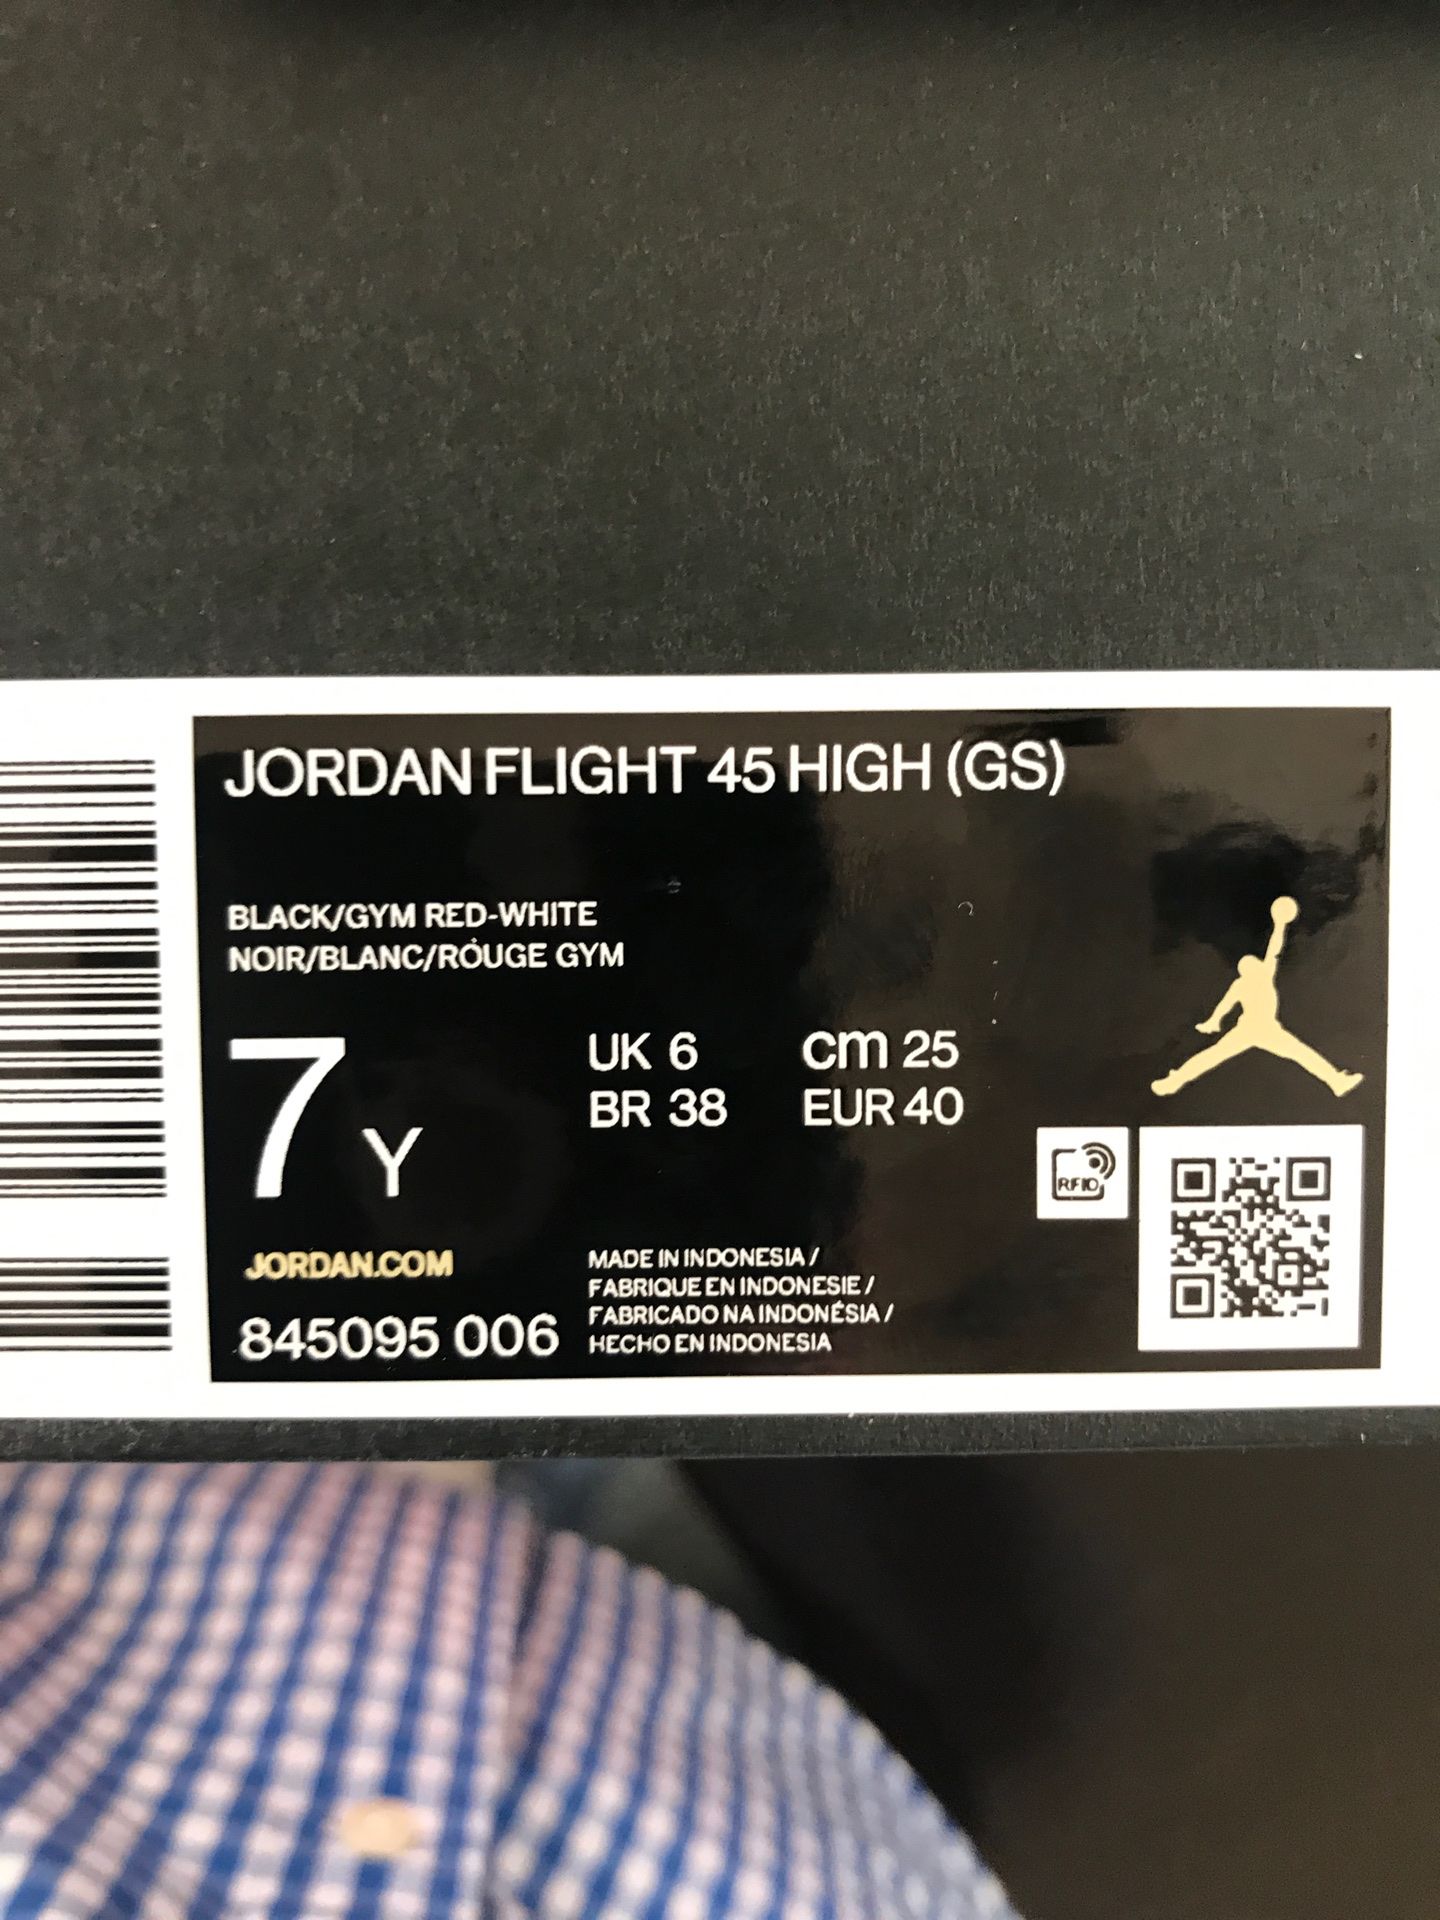 JORDAN FLIGHT 45 HIGH (GS)
BLACK/GYM RED-WHITE
NOIR/BLANC/ROUGE GYM
7 Y
UK 6 cm 25
BR 38 EUR 40
RFID
JORDAN.COM
845095 006
MADE IN INDONESIA /
FABRIQUE EN INDONESIE /
FABRICADO NA INDONÉSIA /
HECHO EN INDONESIA